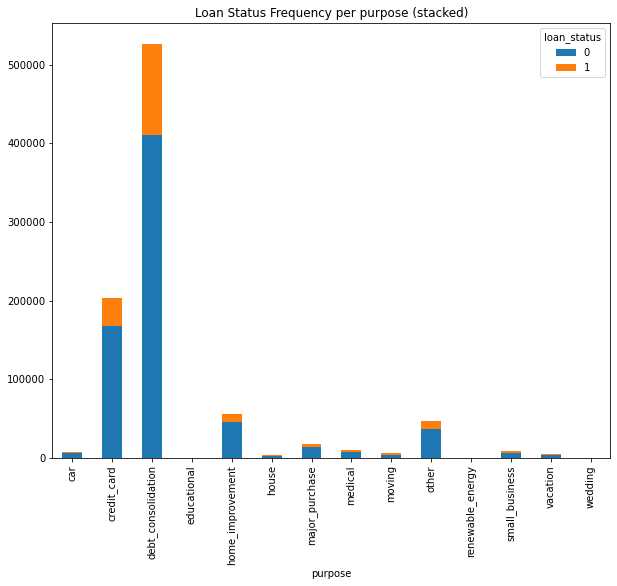 Loan Status Frequency per purpose (stacked)
loan_status
0
1
500000
400000
300000
200000
100000
0
car
credit_card
debt_consolidation
educational
home_improvement
house
major_purchase
medical
moving
other
renewable_energy
small_business
vacation
wedding
purpose